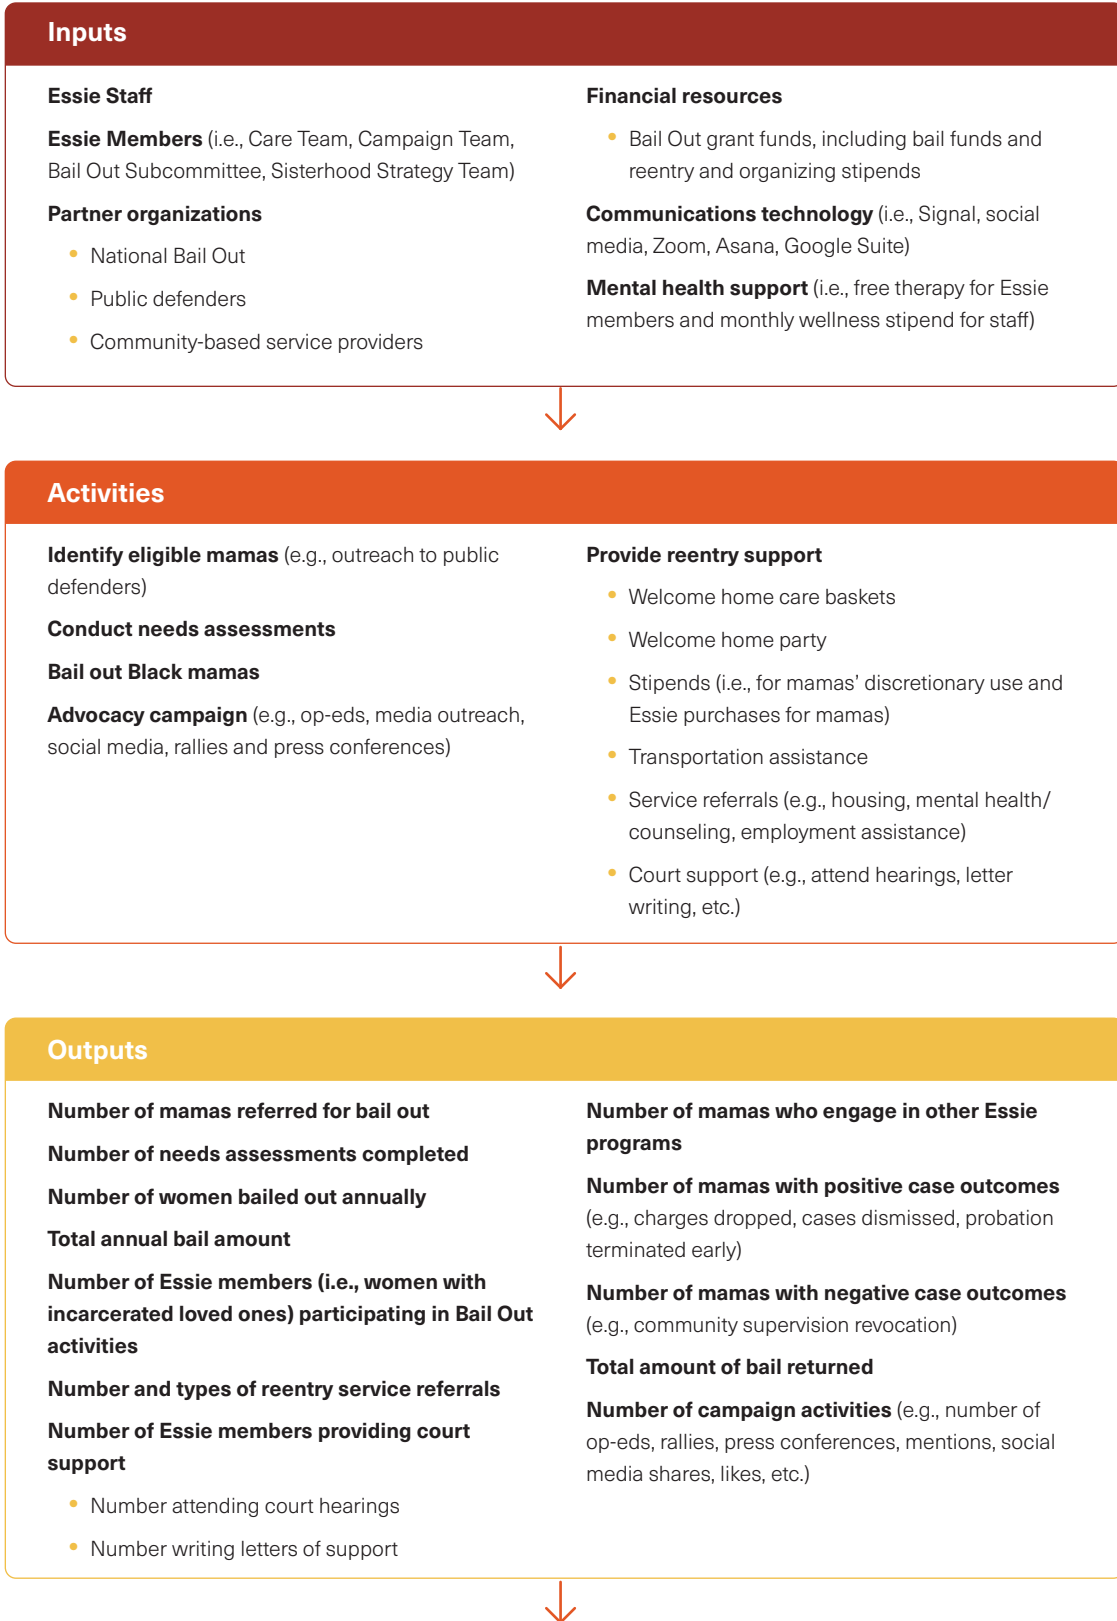 Inputs
Essie Staff
Essie Members (i.e., Care Team, Campaign Team,
Bail Out Subcommittee, Sisterhood Strategy Team)
Partner organizations
• National Bail Out
• Public defenders
• Community-based service providers
Financial resources
• Bail Out grant funds, including bail funds and
reentry and organizing stipends
Communications technology (i.e., Signal, social
media, Zoom, Asana, Google Suite)
Mental health support (i.e., free therapy for Essie
members and monthly wellness stipend for staff)
Activities
Identify eligible mamas (e.g., outreach to public
defenders)
Conduct needs assessments
Bail out Black mamas
Advocacy campaign (e.g., op-eds, media outreach,
social media, rallies and press conferences)
Provide reentry support
• Welcome home care baskets
• Welcome home party
• Stipends (i.e., for mamas’ discretionary use and
Essie purchases for mamas)
• Transportation assistance
• Service referrals (e.g., housing, mental health/
counseling, employment assistance)
• Court support (e.g., attend hearings, letter
writing, etc.)
Outputs
Number of mamas referred for bail out
Number of needs assessments completed
Number of women bailed out annually
Total annual bail amount
Number of Essie members (i.e., women with
incarcerated loved ones) participating in Bail Out
activities
Number and types of reentry service referrals
Number of Essie members providing court
support
• Number attending court hearings
• Number writing letters of support
Number of mamas who engage in other Essie
programs
Number of mamas with positive case outcomes
(e.g., charges dropped, cases dismissed, probation
terminated early)
Number of mamas with negative case outcomes
(e.g., community supervision revocation)
Total amount of bail returned
Number of campaign activities (e.g., number of
op-eds, rallies, press conferences, mentions, social
media shares, likes, etc.)